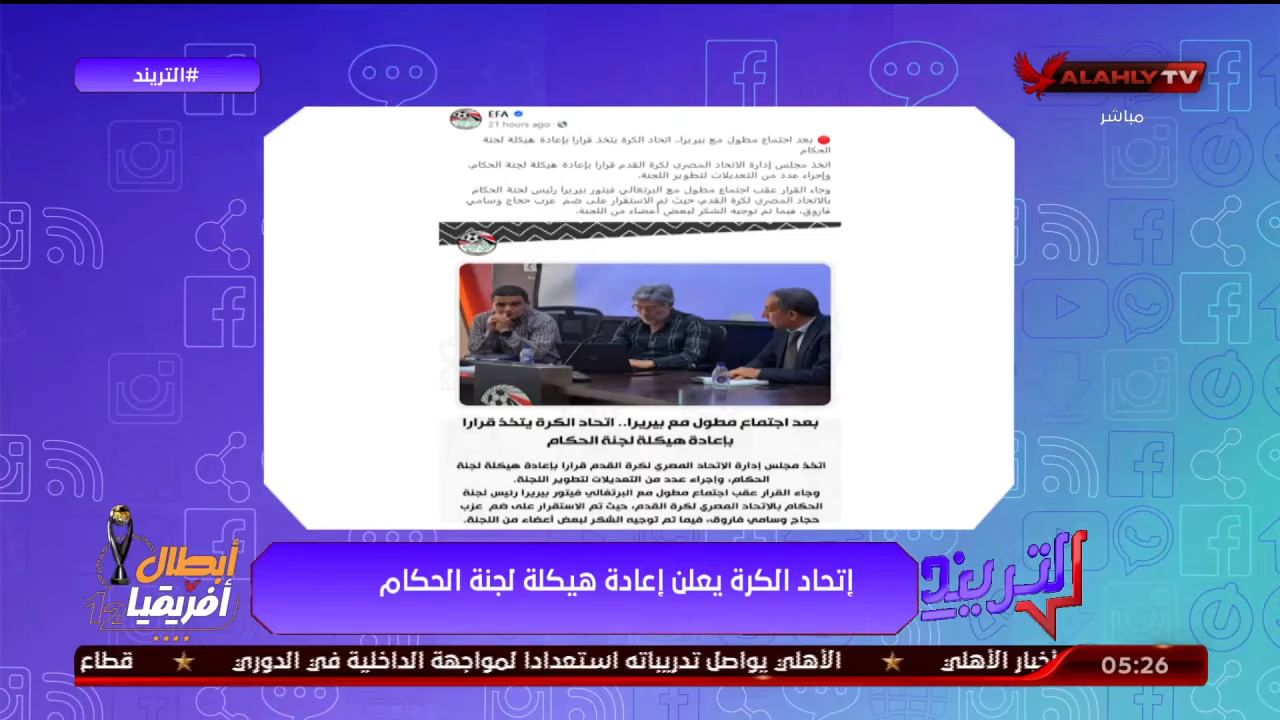 #التريند
ALAHLY TV
مباشر
EFA
21 hours ago
بعد اجتماع مطول مع بيريرا.. اتحاد الكرة يتخذ قرارا بإعادة هيكلة لجنة
الحكام
اتخذ مجلس إدارة الاتحاد المصري لكرة القدم قرارا بإعادة هيكلة لجنة الحكام،
وإجراء عدد من التعديلات لتطوير اللجنة.
وجاء القرار عقب اجتماع مطول مع البرتغالي فيتور بيريرا رئيس لجنة الحكام
بالاتحاد المصري لكرة القدم، حيث تم الاستقرار على ضم عزب حجاج وسامي
فاروق، فيما تم توجيه الشكر لبعض أعضاء من اللجنة.
بعد اجتماع مطول مع بيريرا.. اتحاد الكرة يتخذ قرارا
بإعادة هيكلة لجنة الحكام
اتخذ مجلس إدارة الاتحاد المصري لكرة القدم قرارا بإعادة هيكلة لجنة
الحكام، وإجراء عدد من التعديلات لتطوير اللجنة.
وجاء القرار عقب اجتماع مطول مع البرتغالي فيتور بيريرا رئيس لجنة
الحكام بالاتحاد المصري لكرة القدم، حيث تم الاستقرار على ضم عزب
حجاج وسامي فاروق، فيما تم توجيه الشكر لبعض أعضاء من اللجنة.
التريند
إتحاد الكرة يعلن إعادة هيكلة لجنة الحكام
أبطال
أفريقيا
12
05:26
أخبار الأهلي ★ الأهلي يواصل تدريباته استعدادا لمواجهة الداخلية في الدوري ★ قطاع